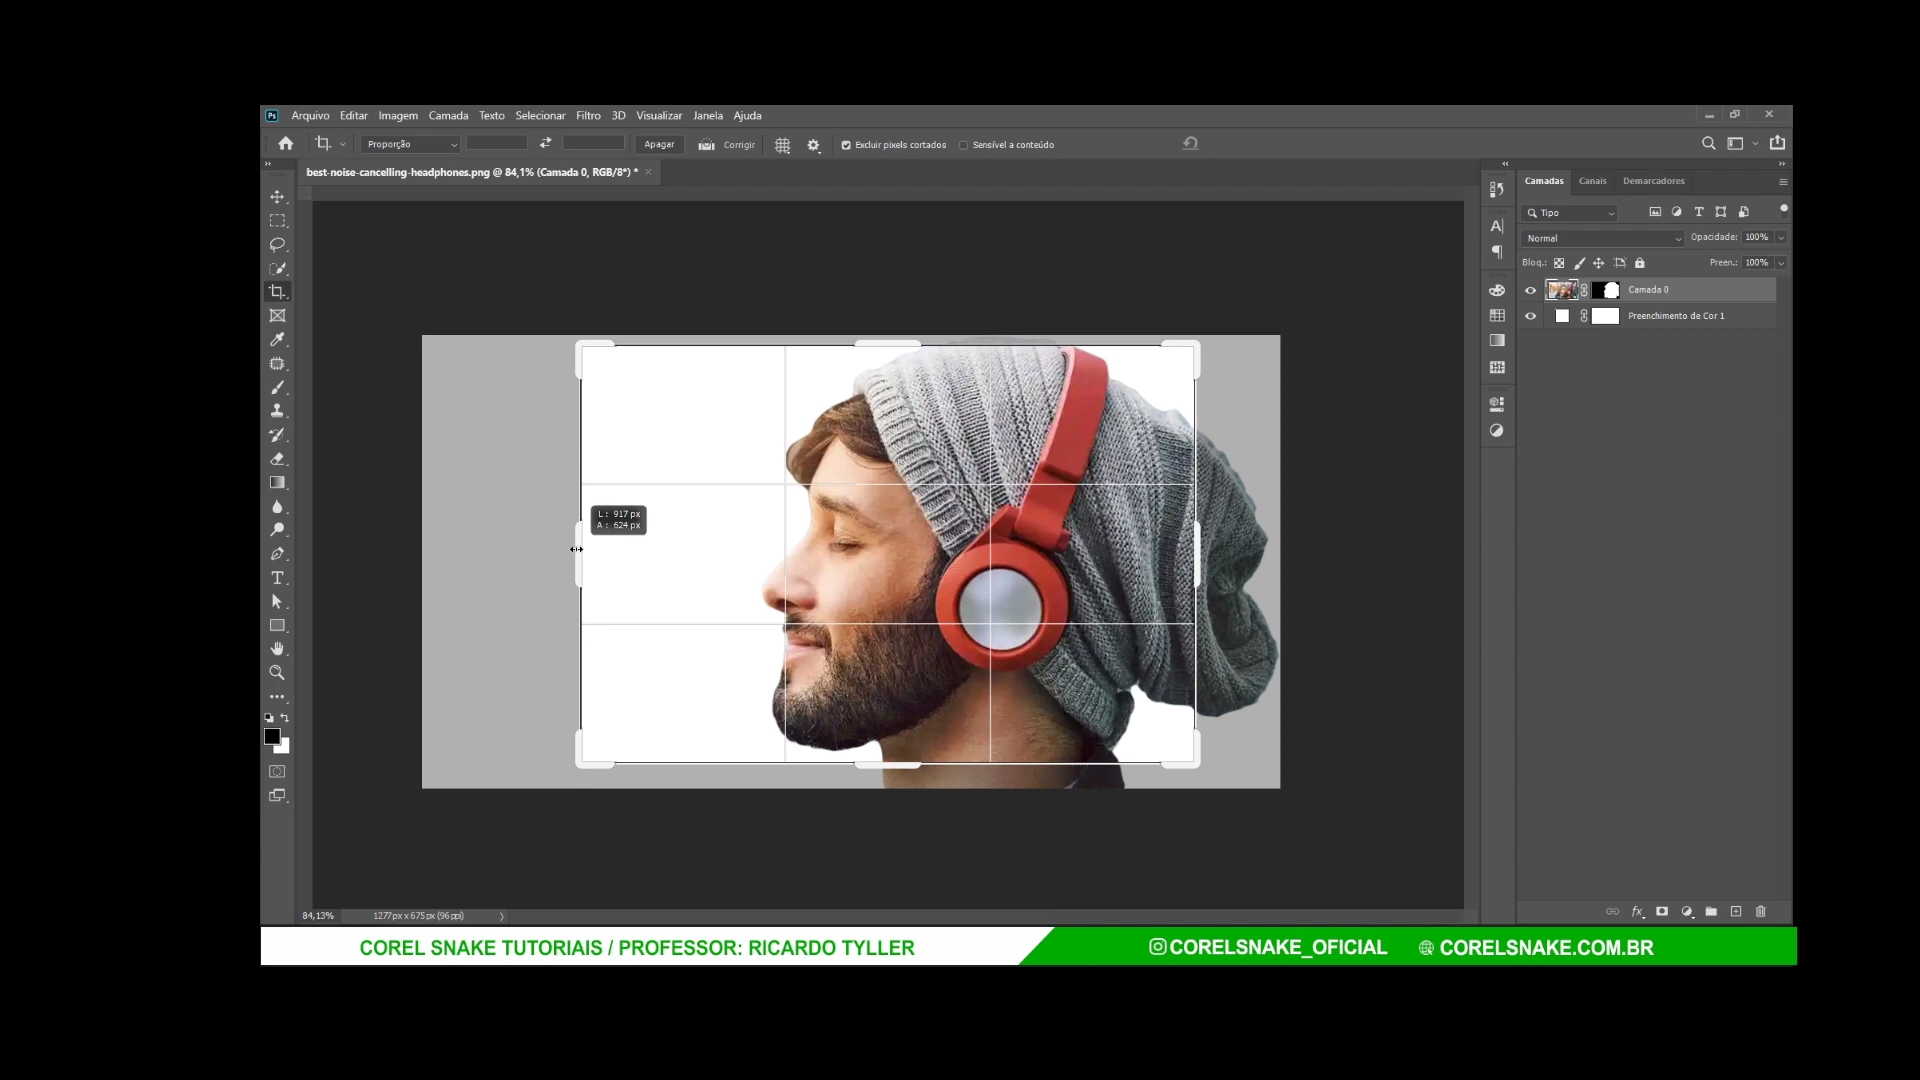 Ps Arquivo Editar Imagem Camada Texto Selecionar Filtro 3D Visualizar Janela Ajuda
Proporção Apagar Corrigir Excluir pixels cortados Sensível a conteúdo
best-noise-cancelling-headphones.png @ 84,1% (Camada 0, RGB/8*) *
Camadas Canais Demarcadores
Tipo
Normal Opacidade: 100%
Bloq.: Preen.: 100%
Camada 0
Preenchimento de Cor 1
L : 917 px
A : 624 px
84,13% 1277 px x 675 px (96 ppi)
COREL SNAKE TUTORIAIS / PROFESSOR: RICARDO TYLLER CORELSNAKE_OFICIAL CORELSNAKE.COM.BR